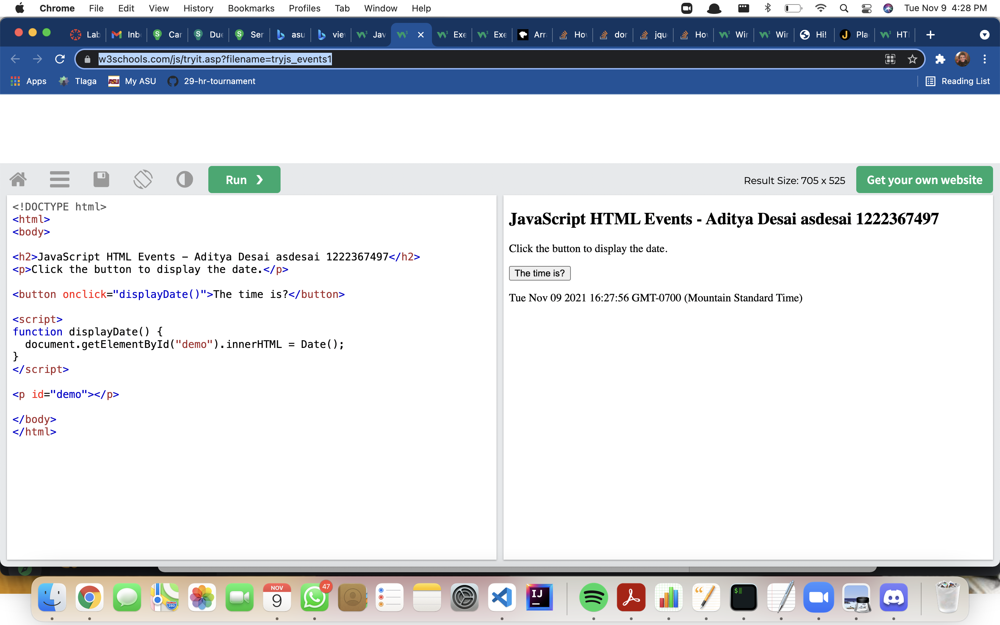 Chrome File Edit View History Bookmarks Profiles Tab Window Help Tue Nov 9 4:28 PM
Lab Inb Car Due Ser asu vie Jav Exe Exe Arr Ho dor jqu Ho Wir Wir Hi! Pla HTI
w3schools.com/js/tryit.asp?filename=tryjs_events1
Apps Tlaga My ASU 29-hr-tournament Reading List
Run ❯ Result Size: 705 x 525 Get your own website
<!DOCTYPE html>
<html>
<body>
<h2>JavaScript HTML Events - Aditya Desai asdesai 1222367497</h2>
<p>Click the button to display the date.</p>
<button onclick="displayDate()">The time is?</button>
<script>
function displayDate() {
  document.getElementById("demo").innerHTML = Date();
}
</script>
<p id="demo"></p>
</body>
</html>
JavaScript HTML Events - Aditya Desai asdesai 1222367497
Click the button to display the date.
The time is?
Tue Nov 09 2021 16:27:56 GMT-0700 (Mountain Standard Time)
280
NOV
9
47
IJ
$